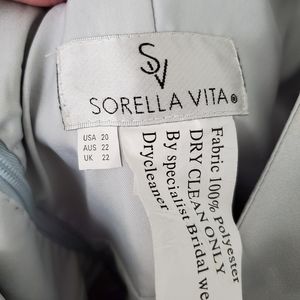 SV
SORELLA VITA®
USA 20
AUS 22
UK 22
Fabric 100% Polyester
DRY CLEAN ONLY
By specialist Bridal we
Drycleaner